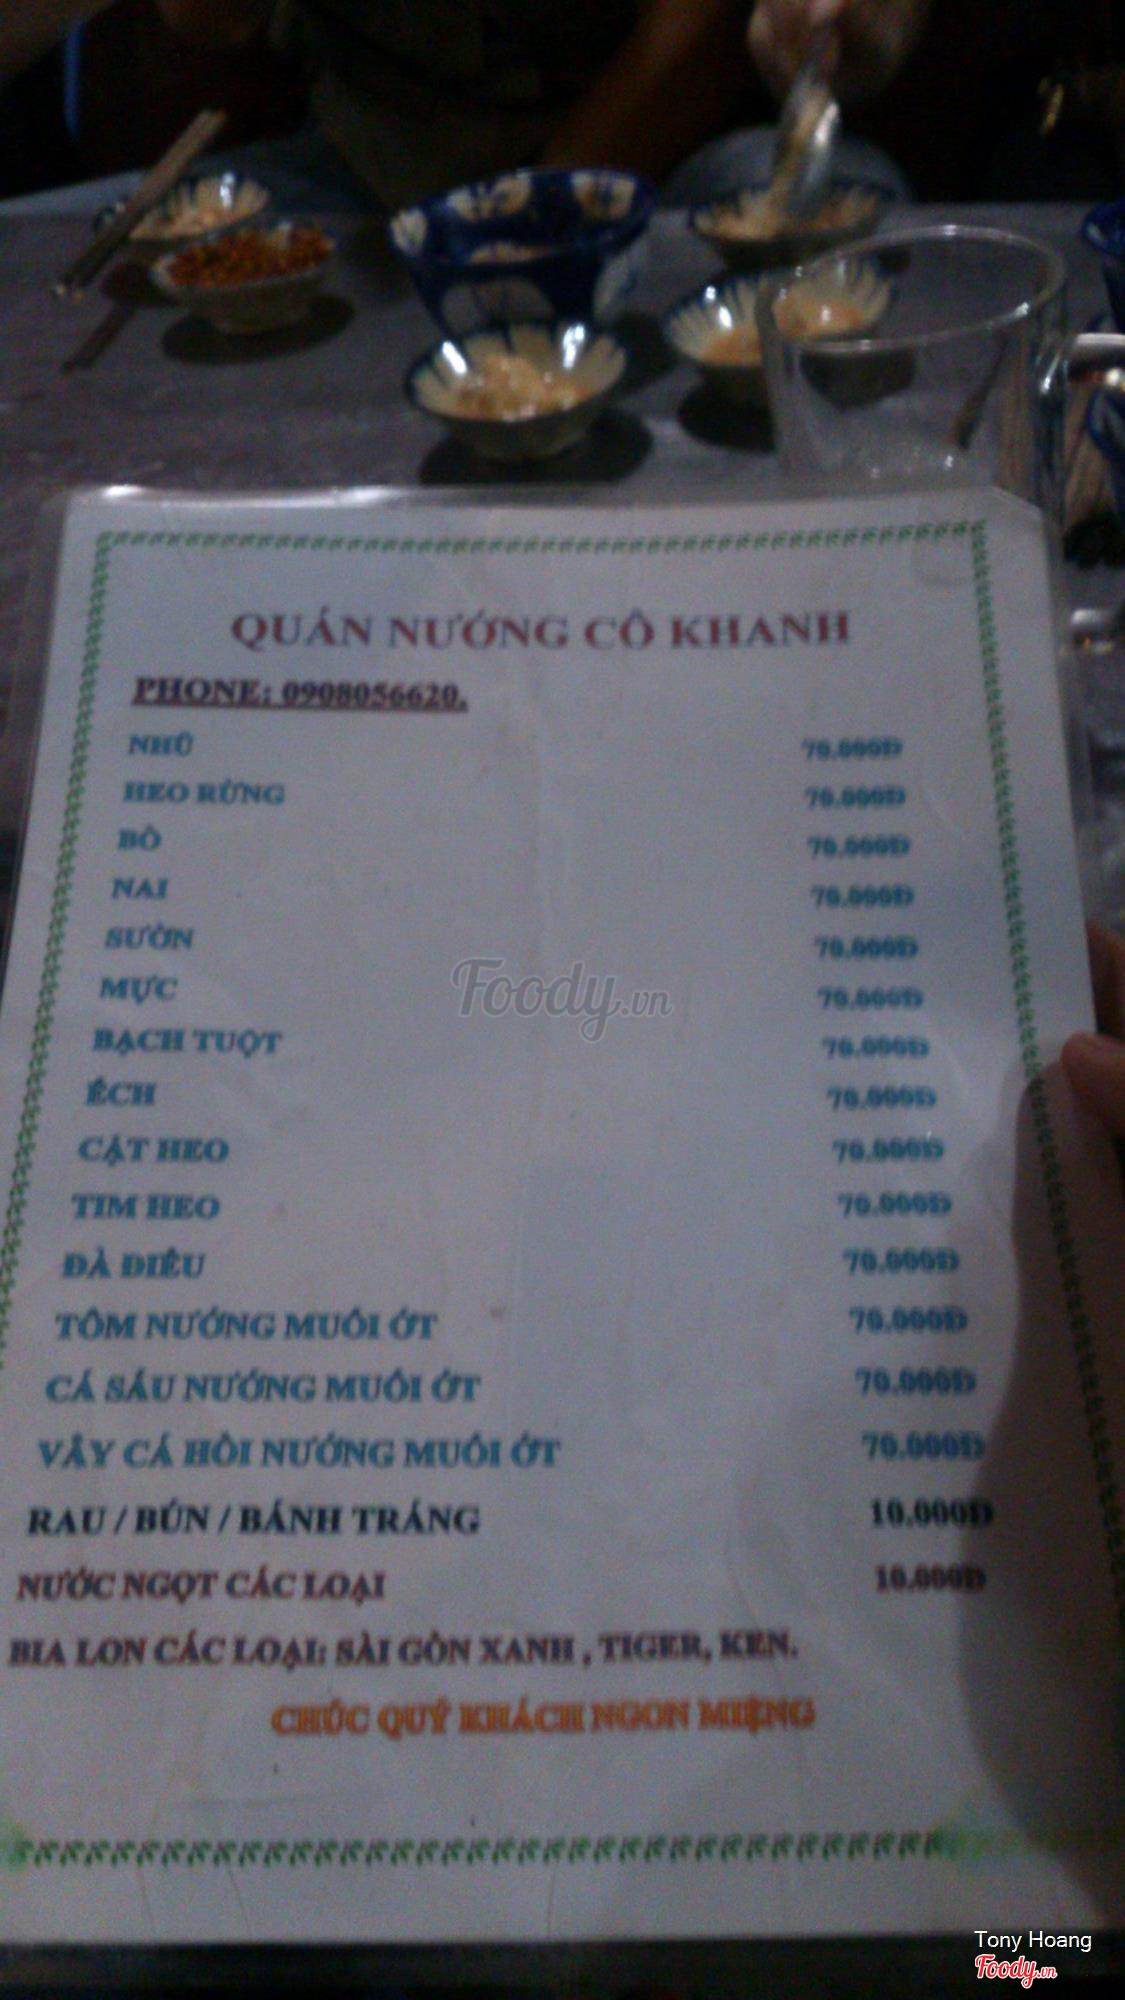 QUÁN NƯỚNG CÔ KHANH
PHONE: 0908056620.
NHŨ 70.000Đ
HEO RỪNG 70.000Đ
BÒ 70.000Đ
NAI 70.000Đ
SƯỜN 70.000Đ
MỰC 70.000Đ
BẠCH TUỘT 70.000Đ
ẾCH 70.000Đ
CẬT HEO 70.000Đ
TIM HEO 70.000Đ
ĐÀ ĐIỂU 70.000Đ
TÔM NƯỚNG MUỐI ỚT 70.000Đ
CÁ SẤU NƯỚNG MUỐI ỚT 70.000Đ
VÂY CÁ HỒI NƯỚNG MUỐI ỚT 70.000Đ
RAU / BÚN / BÁNH TRÁNG 10.000Đ
NƯỚC NGỌT CÁC LOẠI 10.000Đ
BIA LON CÁC LOẠI: SÀI GÒN XANH , TIGER, KEN.
CHÚC QUÝ KHÁCH NGON MIỆNG
Foody.vn
Tony Hoang
Foody.vn